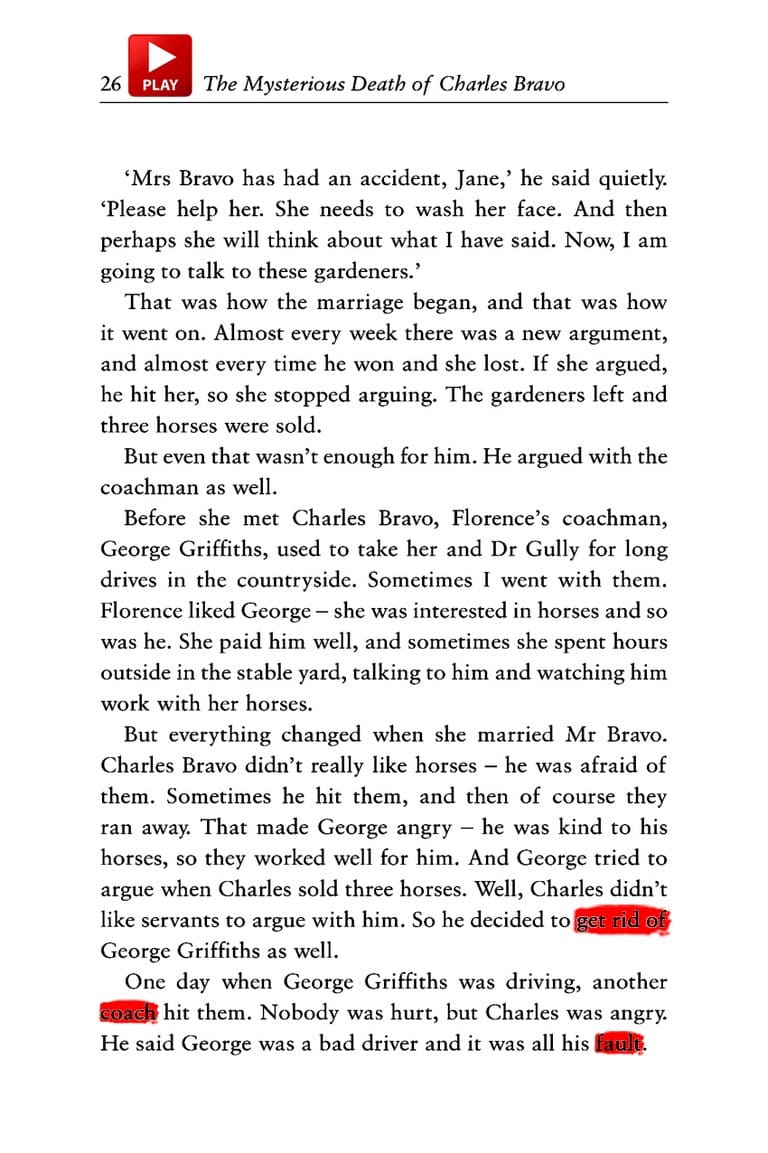 26 PLAY The Mysterious Death of Charles Bravo
‘Mrs Bravo has had an accident, Jane,’ he said quietly.
‘Please help her. She needs to wash her face. And then
perhaps she will think about what I have said. Now, I am
going to talk to these gardeners.’
That was how the marriage began, and that was how
it went on. Almost every week there was a new argument,
and almost every time he won and she lost. If she argued,
he hit her, so she stopped arguing. The gardeners left and
three horses were sold.
But even that wasn’t enough for him. He argued with the
coachman as well.
Before she met Charles Bravo, Florence’s coachman,
George Griffiths, used to take her and Dr Gully for long
drives in the countryside. Sometimes I went with them.
Florence liked George – she was interested in horses and so
was he. She paid him well, and sometimes she spent hours
outside in the stable yard, talking to him and watching him
work with her horses.
But everything changed when she married Mr Bravo.
Charles Bravo didn’t really like horses – he was afraid of
them. Sometimes he hit them, and then of course they
ran away. That made George angry – he was kind to his
horses, so they worked well for him. And George tried to
argue when Charles sold three horses. Well, Charles didn’t
like servants to argue with him. So he decided to get rid of
George Griffiths as well.
One day when George Griffiths was driving, another
coach hit them. Nobody was hurt, but Charles was angry.
He said George was a bad driver and it was all his fault.